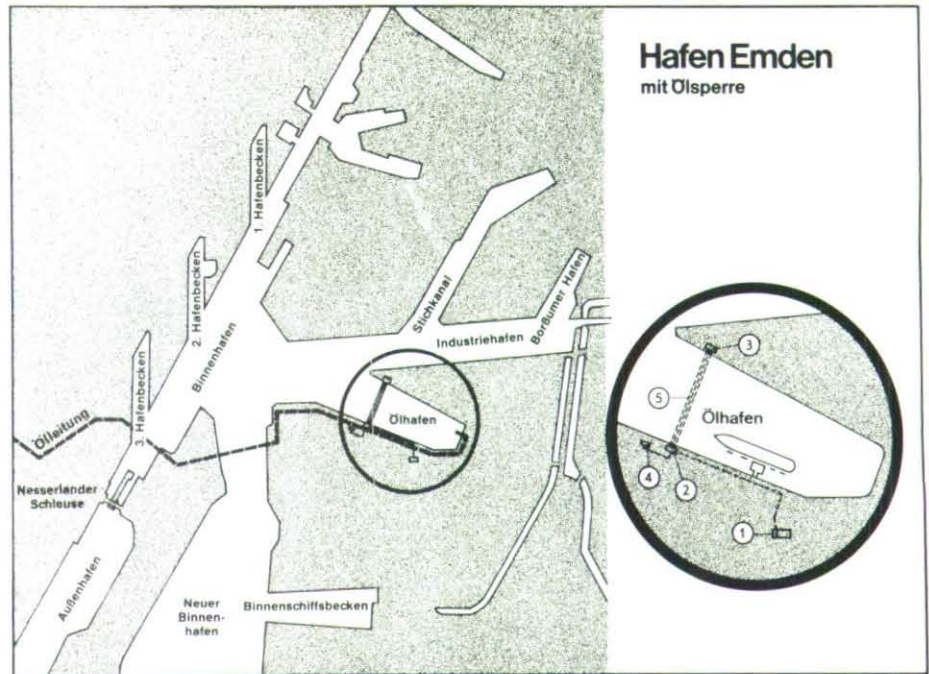 Hafen Emden
mit Ölsperre
1. Hafenbecken
2. Hafenbecken
3. Hafenbecken
Binnenhafen
Stichkanal
Industriehafen
Borßumer Hafen
Ölhafen
Ölleitung
Nesserlander
Schleuse
Außenhafen
Neuer
Binnen-
hafen
Binnenschiffsbecken
3
5
Ölhafen
4
2
1